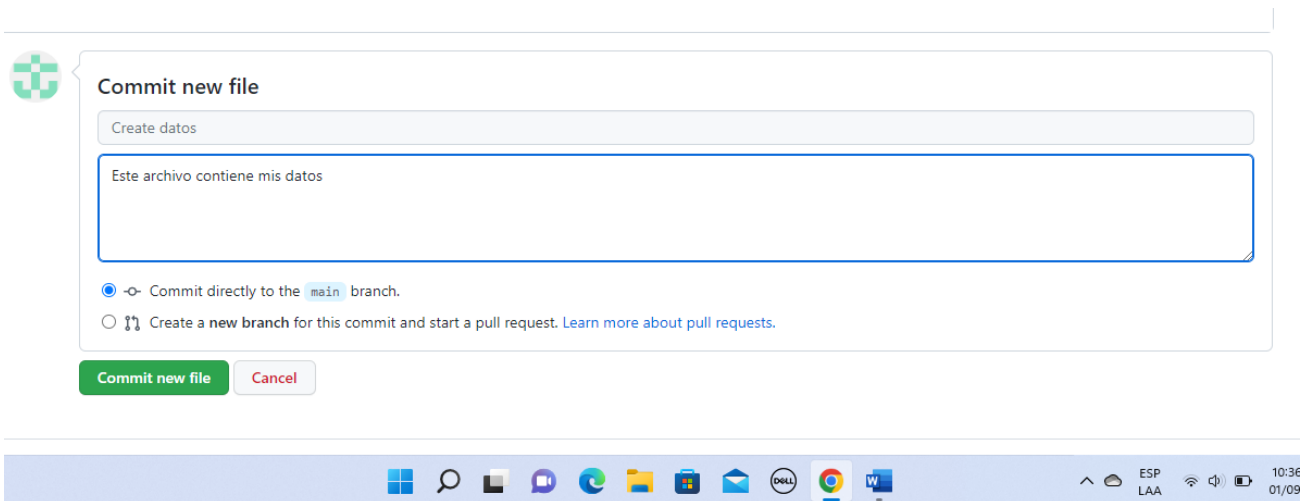 Commit new file
Create datos
Este archivo contiene mis datos
Commit directly to the main branch.
Create a new branch for this commit and start a pull request. Learn more about pull requests.
Commit new file
Cancel
DELL
W
ESP
LAA
10:36
01/09